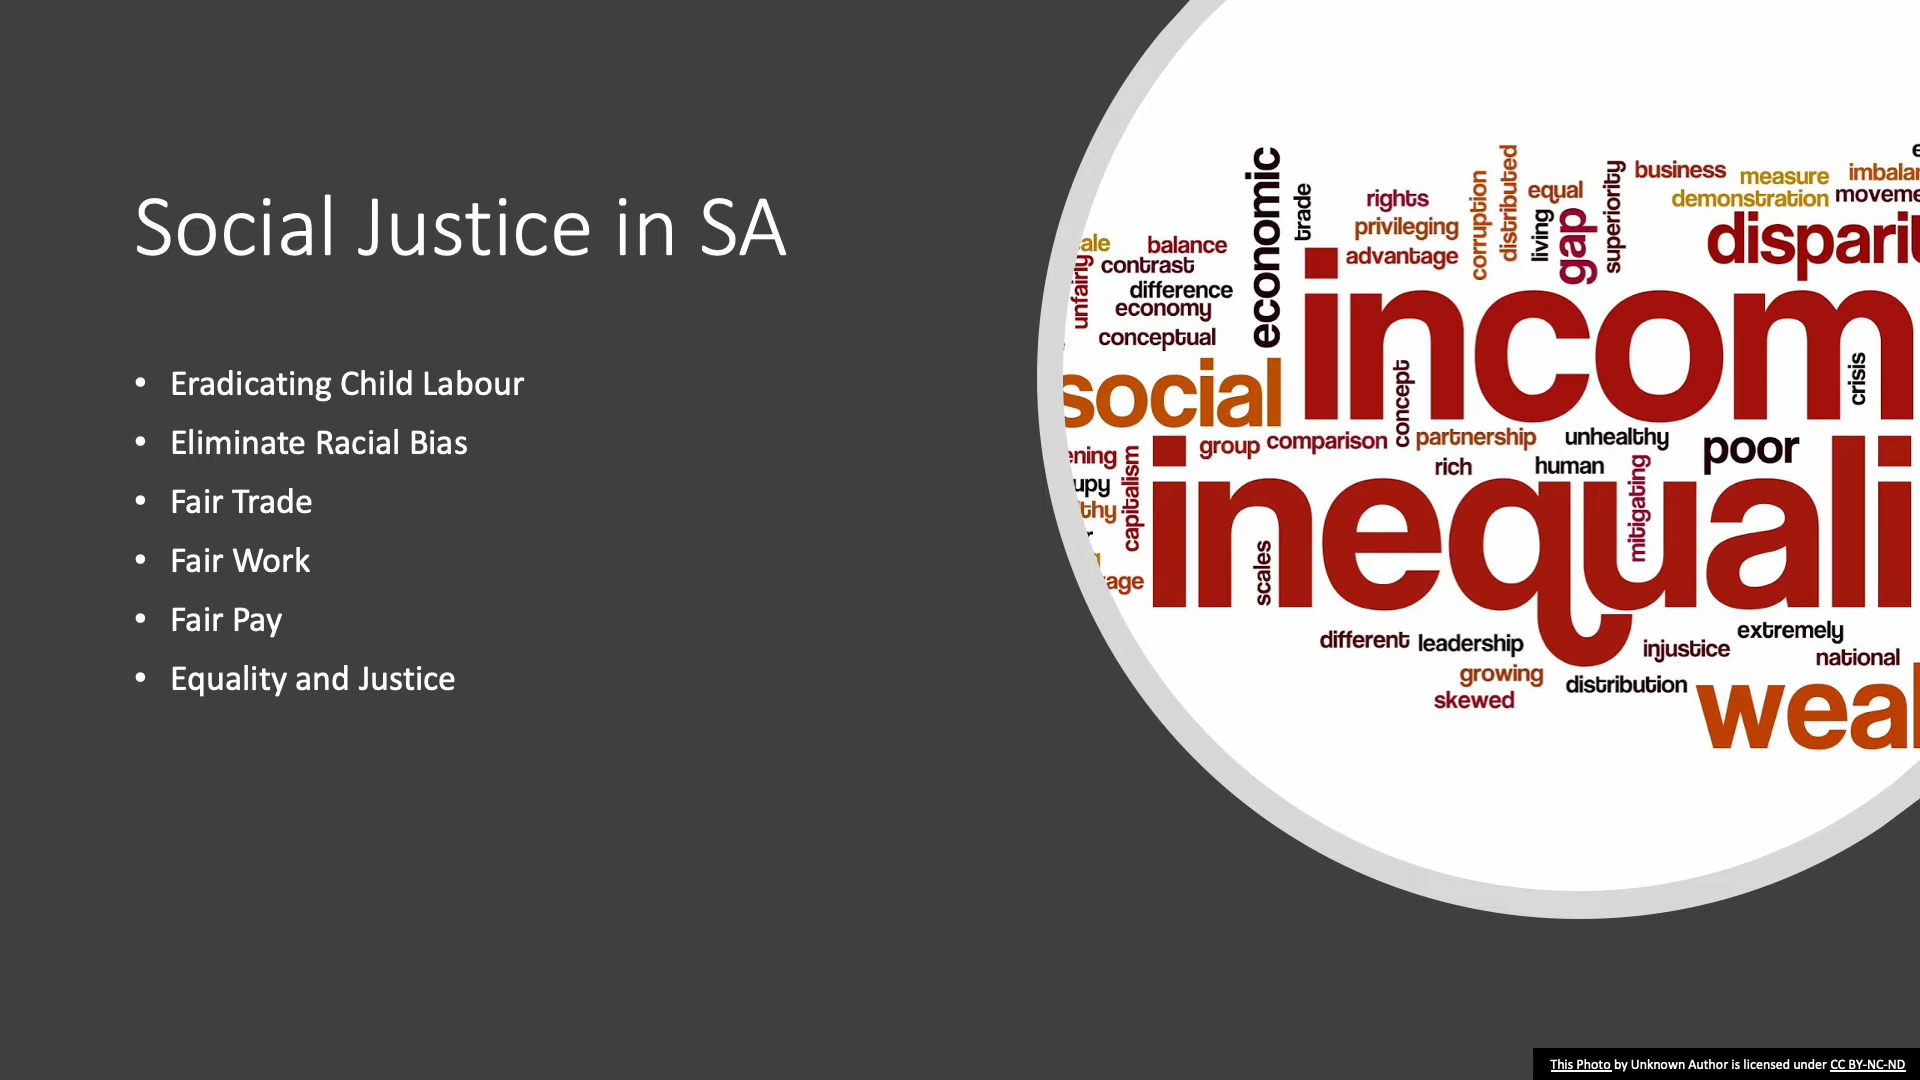 Social Justice in SA
• Eradicating Child Labour
• Eliminate Racial Bias
• Fair Trade
• Fair Work
• Fair Pay
• Equality and Justice
economic
trade
rights
privileging
advantage
corruption
distributed
equal
living
gap
superiority
business
measure
demonstration
disparit
balance
contrast
unfairly
difference
economy
conceptual
social
incom
concept
crisis
group
comparison
partnership
unhealthy
poor
rich
human
capitalism
inequali
mitigating
scales
different
leadership
growing
skewed
injustice
distribution
extremely
national
weal
This Photo by Unknown Author is licensed under CC BY-NC-ND